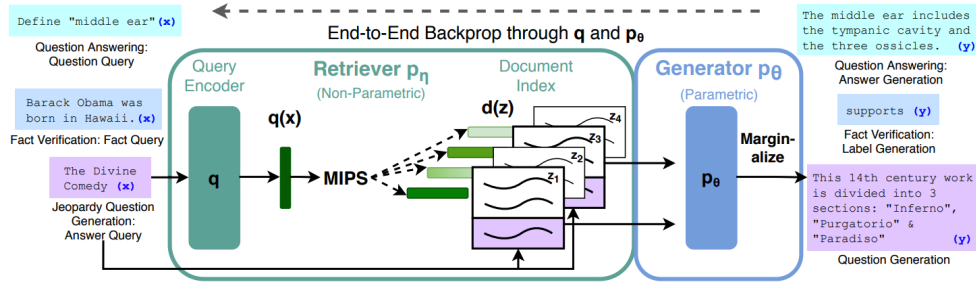 Define "middle ear" (x)
Question Answering:
Question Query
Barack Obama was
born in Hawaii. (x)
Fact Verification: Fact Query
The Divine
Comedy (x)
Jeopardy Question
Generation:
Answer Query
End-to-End Backprop through q and pθ
Query
Encoder
q
Retriever pη
(Non-Parametric)
q(x)
MIPS
Document
Index
d(z)
z4
z3
z2
z1
Generator pθ
(Parametric)
pθ
Margin-
alize
The middle ear includes
the tympanic cavity and
the three ossicles. (y)
Question Answering:
Answer Generation
supports (y)
Fact Verification:
Label Generation
This 14th century work
is divided into 3
sections: "Inferno",
"Purgatorio" &
"Paradiso" (y)
Question Generation